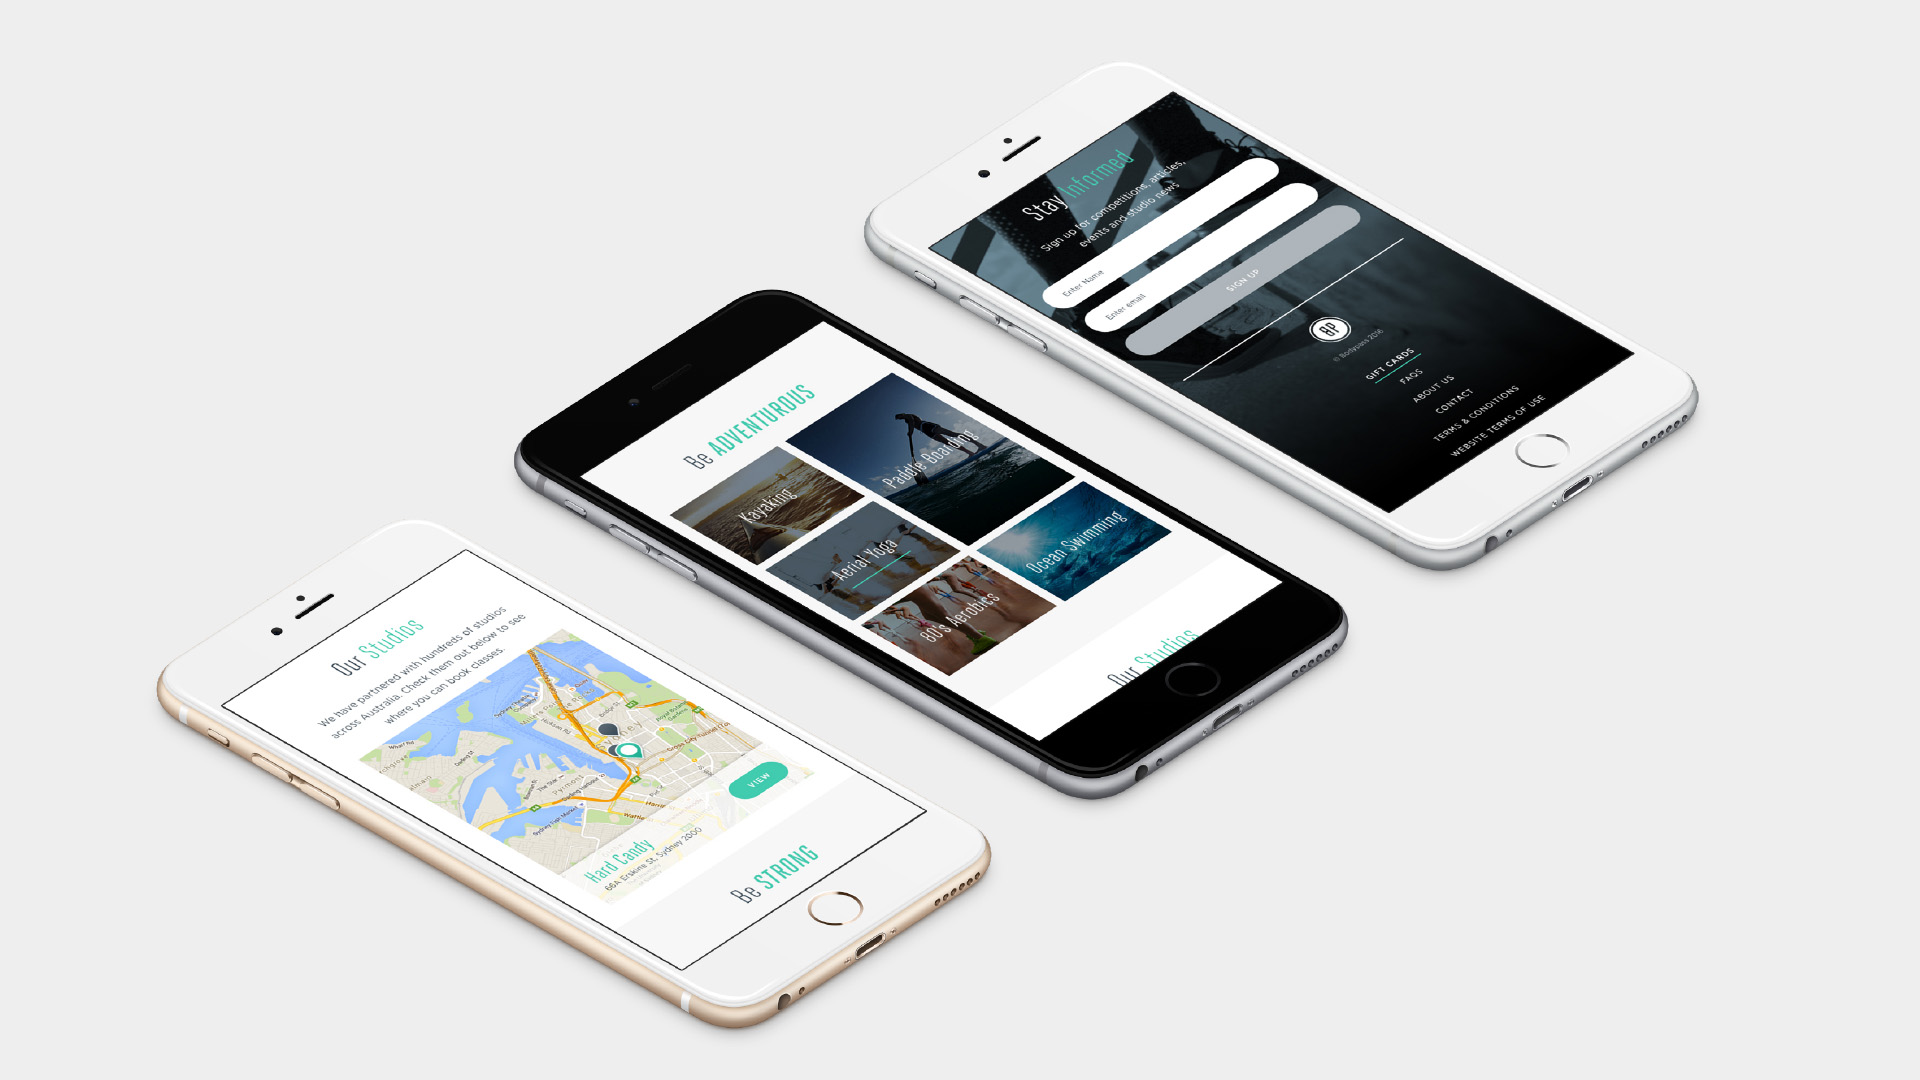 Our Studios
We have partnered with hundreds of studios
across Australia. Check them out below to see
where you can book classes.
Sydney
Pyrmont
VIEW
Hard Candy
66A Erskine St, Sydney 2000
Be STRONG
Be ADVENTUROUS
Kayaking
Paddle Boarding
Aerial Yoga
Ocean Swimming
80's Aerobics
Our Studios
Stay Informed
Sign up for competitions, articles,
events and studio news
Enter Name
Enter email
SIGN UP
BP
© Bodypass 2016
GIFT CARDS
FAQS
ABOUT US
CONTACT
TERMS & CONDITIONS
WEBSITE TERMS OF USE